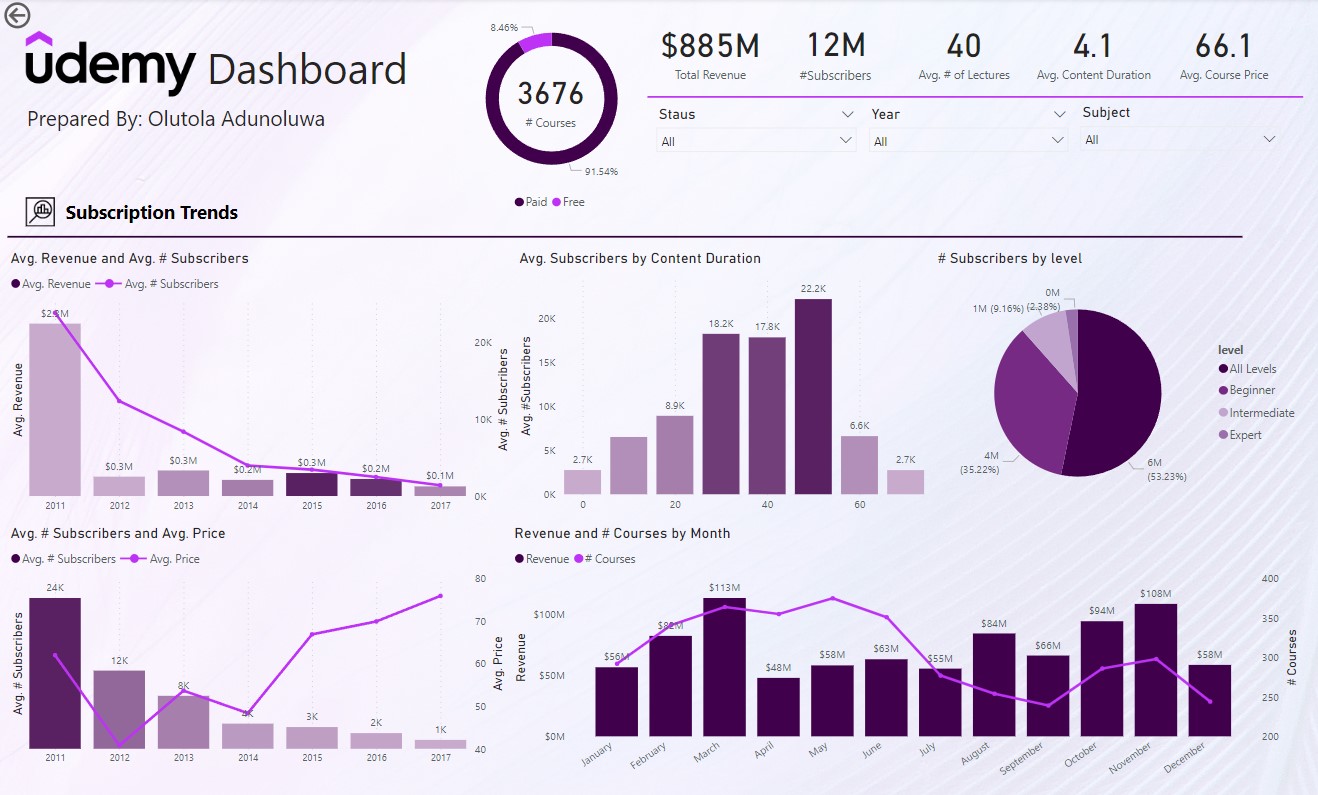 udemy Dashboard
Prepared By: Olutola Adunoluwa
8.46%
3676
# Courses
91.54%
Paid Free
$885M
Total Revenue
12M
#Subscribers
40
Avg. # of Lectures
4.1
Avg. Content Duration
66.1
Avg. Course Price
Staus
All
Year
All
Subject
All
Subscription Trends
Avg. Revenue and Avg. # Subscribers
Avg. Revenue Avg. # Subscribers
Avg. Revenue
$0.3M
$0.3M
$0.2M
$0.3M
$0.2M
$0.1M
20K
10K
0K
Avg. # Subscribers
2011 2012 2013 2014 2015 2016 2017
Avg. Subscribers by Content Duration
Avg. #Subscribers
20K
15K
10K
5K
0K
2.7K
8.9K
18.2K
17.8K
22.2K
6.6K
2.7K
0 20 40 60
# Subscribers by level
0M
(2.38%)
1M (9.16%)
4M
(35.22%)
6M
(53.23%)
level
All Levels
Beginner
Intermediate
Expert
Avg. # Subscribers and Avg. Price
Avg. # Subscribers Avg. Price
Avg. # Subscribers
24K
12K
8K
4K
3K
2K
1K
80
70
60
50
40
Avg. Price
2011 2012 2013 2014 2015 2016 2017
Revenue and # Courses by Month
Revenue # Courses
Revenue
$100M
$50M
$0M
$56M
$82M
$113M
$48M
$58M
$63M
$55M
$84M
$66M
$94M
$108M
$58M
400
350
300
250
200
# Courses
January February March April May June July August September October November December